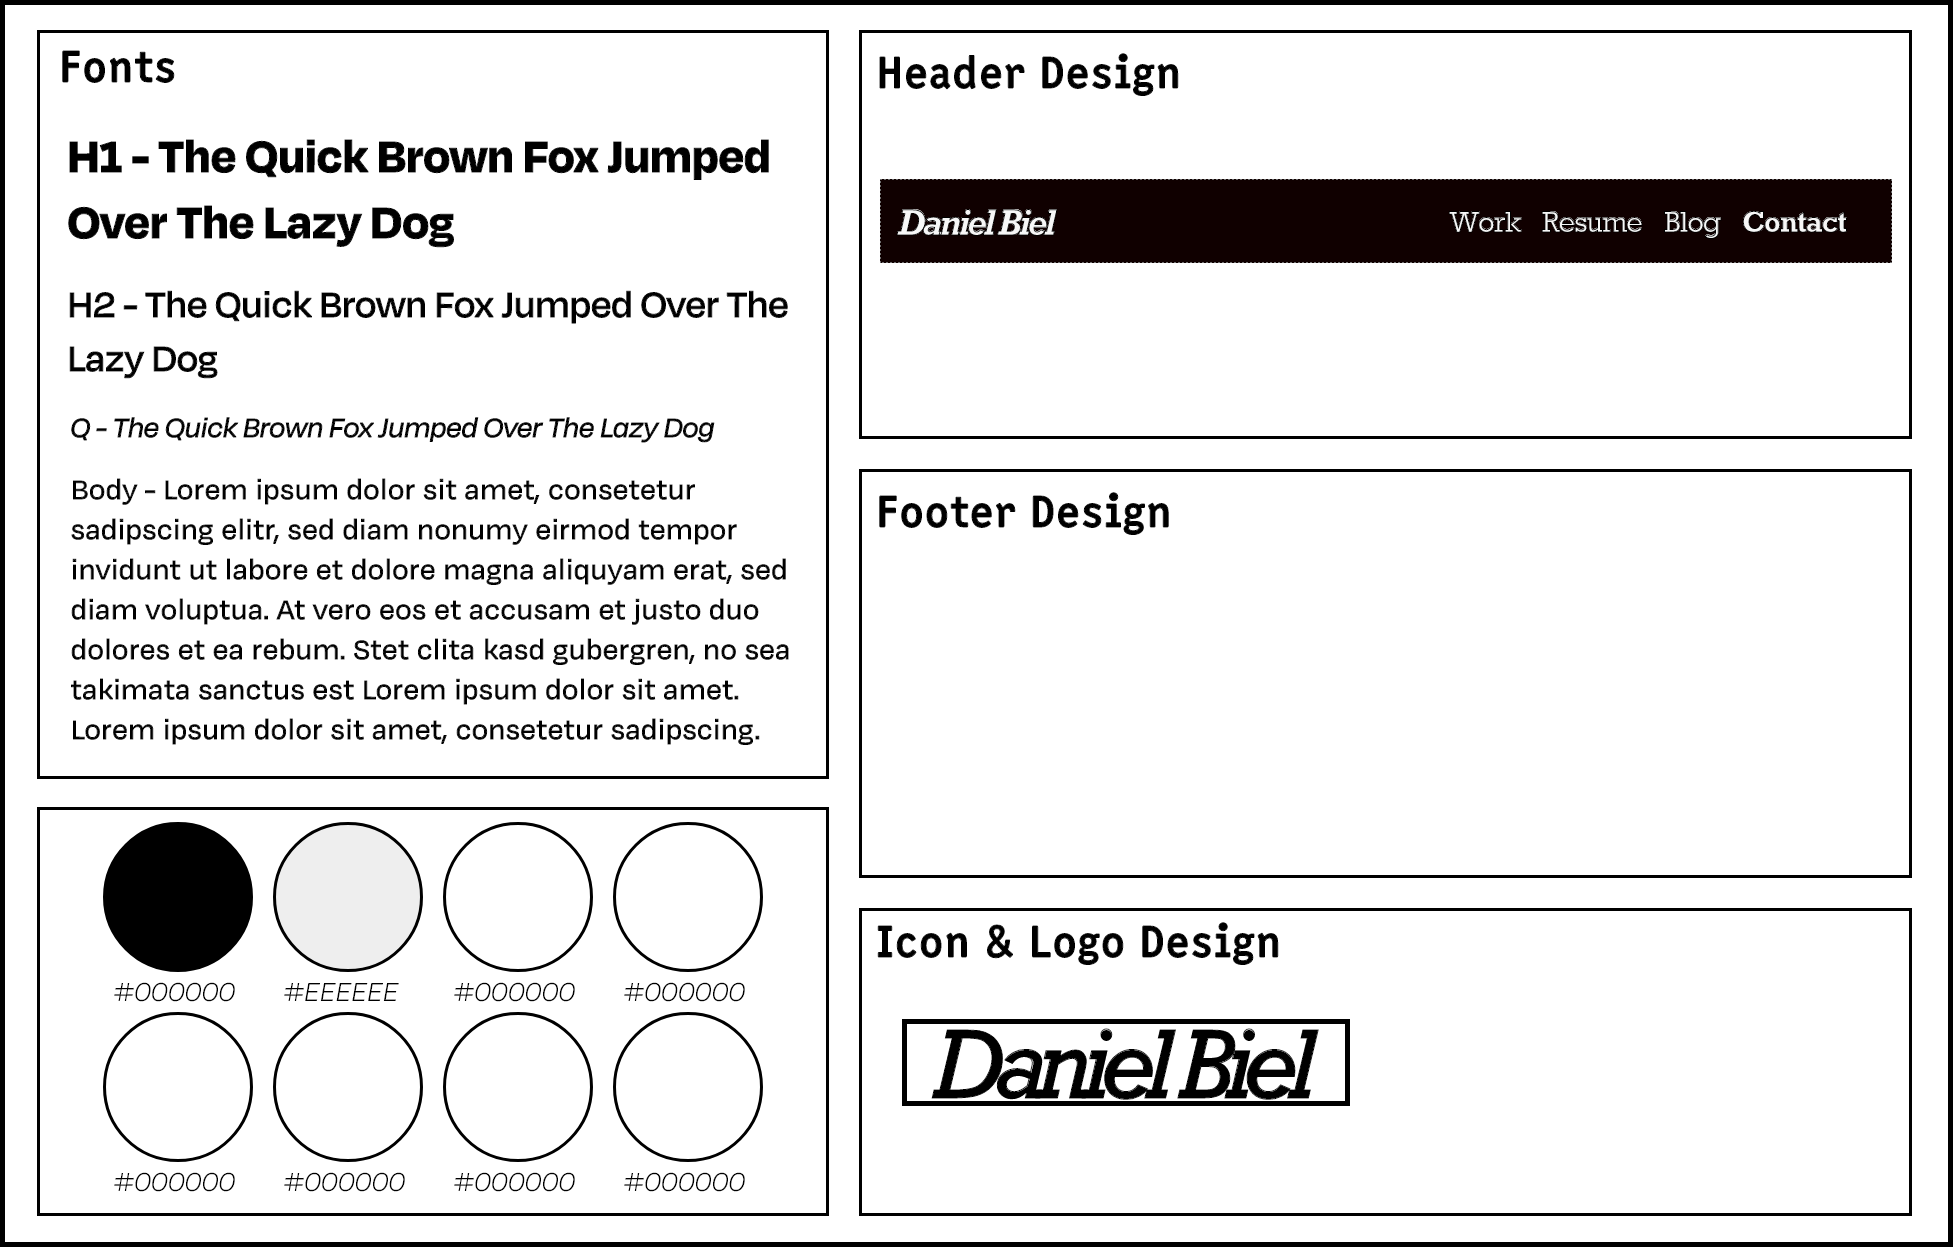 Fonts
H1 - The Quick Brown Fox Jumped
Over The Lazy Dog
H2 - The Quick Brown Fox Jumped Over The
Lazy Dog
Q - The Quick Brown Fox Jumped Over The Lazy Dog
Body - Lorem ipsum dolor sit amet, consetetur
sadipscing elitr, sed diam nonumy eirmod tempor
invidunt ut labore et dolore magna aliquyam erat, sed
diam voluptua. At vero eos et accusam et justo duo
dolores et ea rebum. Stet clita kasd gubergren, no sea
takimata sanctus est Lorem ipsum dolor sit amet.
Lorem ipsum dolor sit amet, consetetur sadipscing.
#000000 #EEEEEE #000000 #000000
#000000 #000000 #000000 #000000
Header Design
Daniel Biel Work Resume Blog Contact
Footer Design
Icon & Logo Design
Daniel Biel